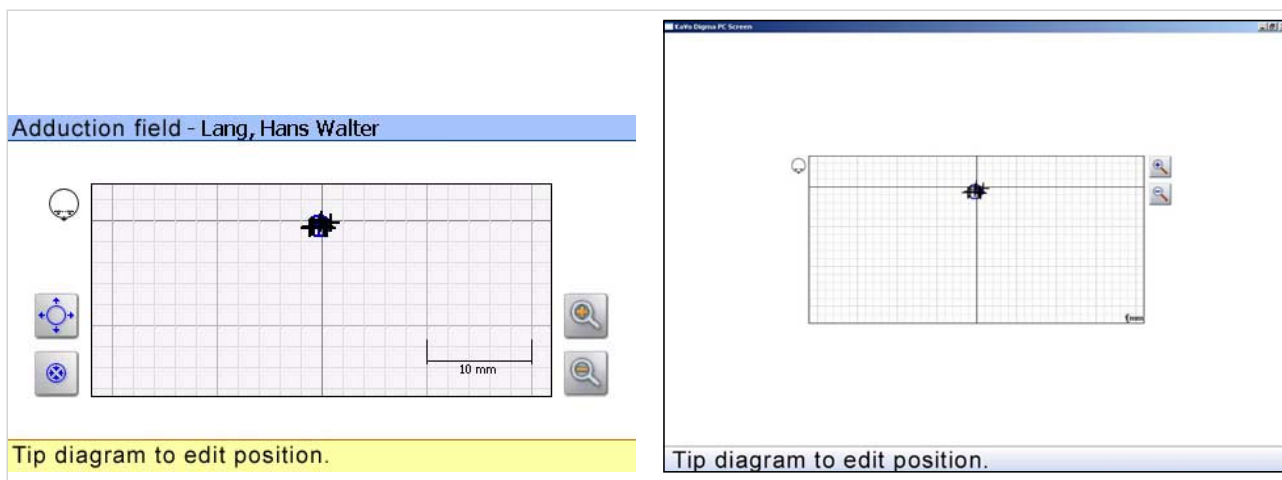 Adduction field - Lang, Hans Walter
10 mm
Tip diagram to edit position.
KaVo Digma PC Screen
Tip diagram to edit position.